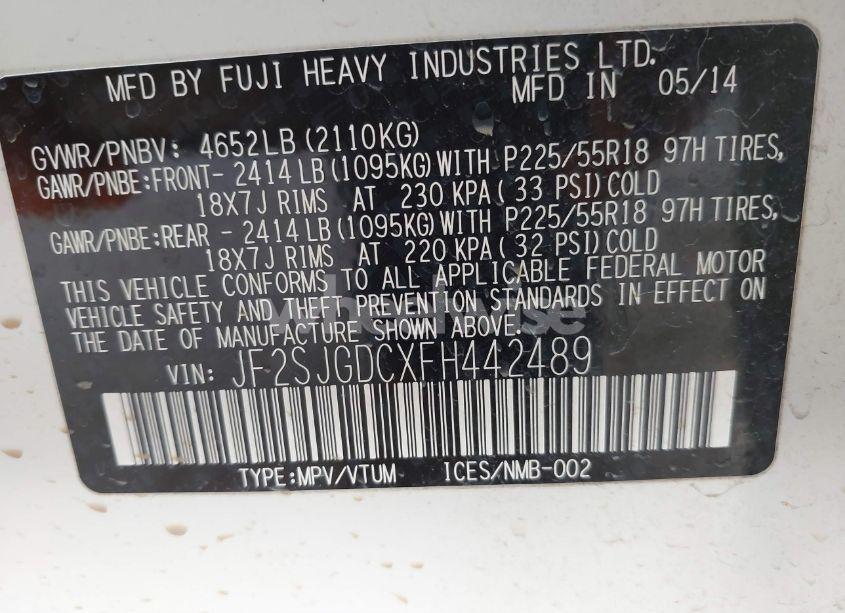 MFD BY FUJI HEAVY INDUSTRIES LTD.
MFD IN 05/14
GVWR/PNBV: 4652LB(2110KG)
GAWR/PNBE:FRONT- 2414LB(1095KG)WITH P225/55R18 97H TIRES,
18X7J RIMS AT 230 KPA( 33 PSI)COLD
GAWR/PNBE:REAR - 2414LB(1095KG)WITH P225/55R18 97H TIRES,
18X7J RIMS AT 220 KPA( 32 PSI)COLD
THIS VEHICLE CONFORMS TO ALL APPLICABLE FEDERAL MOTOR
VEHICLE SAFETY AND THEFT PREVENTION STANDARDS IN EFFECT ON
THE DATE OF MANUFACTURE SHOWN ABOVE.
VIN: JF2SJGDCXFH442489
TYPE:MPV/VTUM ICES/NMB-002